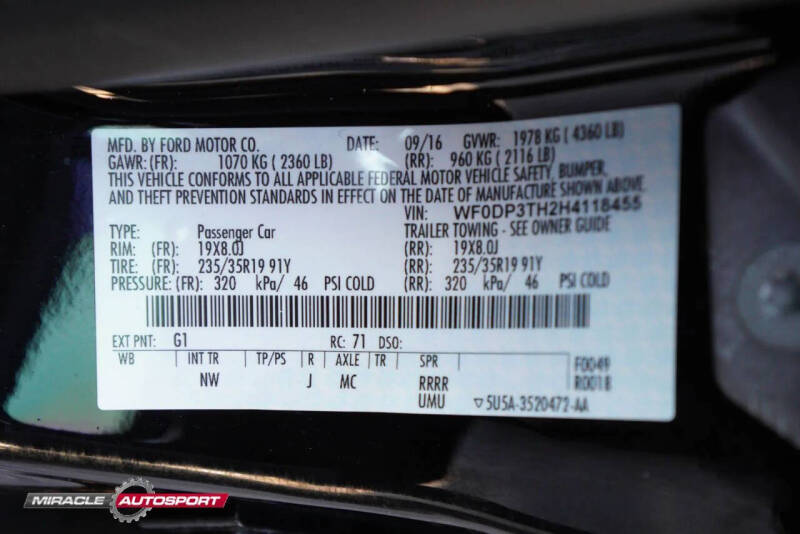 MFD. BY FORD MOTOR CO. DATE: 09/16 GVWR: 1978 KG ( 4360 LB)
GAWR: (FR): 1070 KG ( 2360 LB) (RR): 960 KG ( 2116 LB)
THIS VEHICLE CONFORMS TO ALL APPLICABLE FEDERAL MOTOR VEHICLE SAFETY, BUMPER,
AND THEFT PREVENTION STANDARDS IN EFFECT ON THE DATE OF MANUFACTURE SHOWN ABOVE.
VIN: WF0DP3TH2H4118455
TYPE: Passenger Car TRAILER TOWING - SEE OWNER GUIDE
RIM: (FR): 19X8.0J (RR): 19X8.0J
TIRE: (FR): 235/35R19 91Y (RR): 235/35R19 91Y
PRESSURE: (FR): 320 kPa/ 46 PSI COLD (RR): 320 kPa/ 46 PSI COLD
EXT PNT: G1 RC: 71 DSO:
WB INT TR TP/PS R AXLE TR SPR F0049
NW J MC RRRR R0018
UMU ▽5U5A-3520472-AA
MIRACLE AUTOSPORT